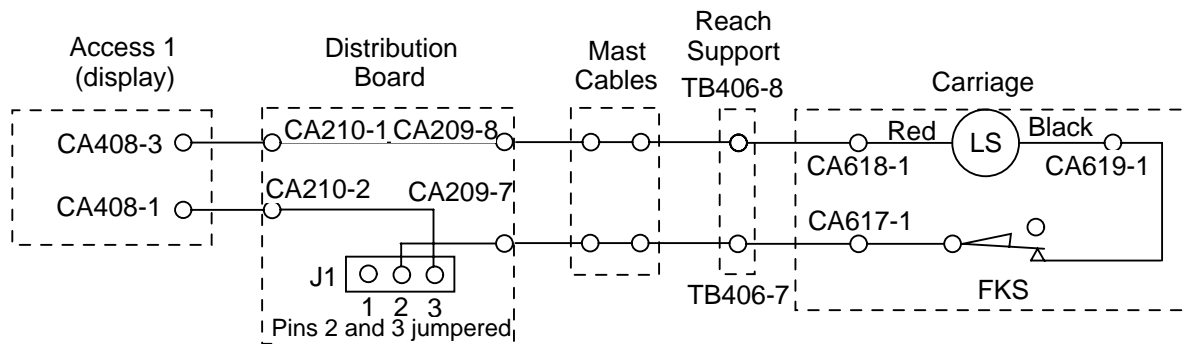 Access 1
(display)
Distribution
Board
Mast
Cables
Reach
Support
TB406-8
Carriage
CA408-3
CA210-1 CA209-8
Red
LS
Black
CA618-1
CA619-1
CA408-1
CA210-2
CA209-7
CA617-1
J1
1 2 3
TB406-7
FKS
Pins 2 and 3 jumpered